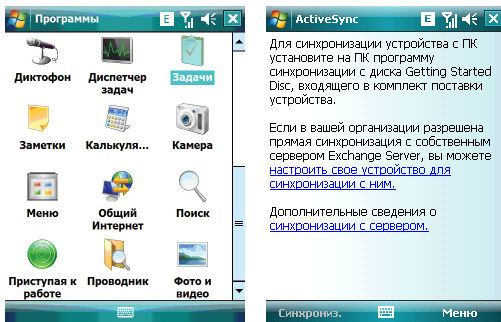 Программы
E
Диктофон
Диспетчер
задач
Задачи
Заметки
Калькуля...
Камера
Меню
Общий
Интернет
Поиск
Приступая к
работе
Проводник
Фото и
видео
ActiveSync
E
Для синхронизации устройства с ПК
установите на ПК программу
синхронизации с диска Getting Started
Disc, входящего в комплект поставки
устройства.
Если в вашей организации разрешена
прямая синхронизация с собственным
сервером Exchange Server, вы можете
настроить свое устройство для
синхронизации с ним.
Дополнительные сведения о
синхронизации с сервером.
Синхрониз.
Меню